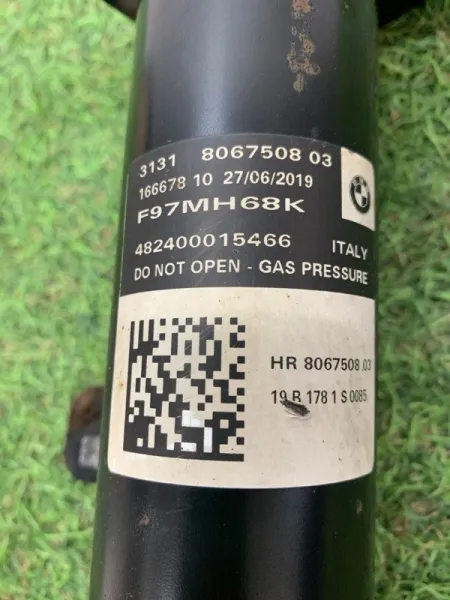 3131 8067508 03
166678 10 27/06/2019
F97MH68K
482400015466 ITALY
DO NOT OPEN - GAS PRESSURE
HR 8067508 03
19 B 178 1 S 0085